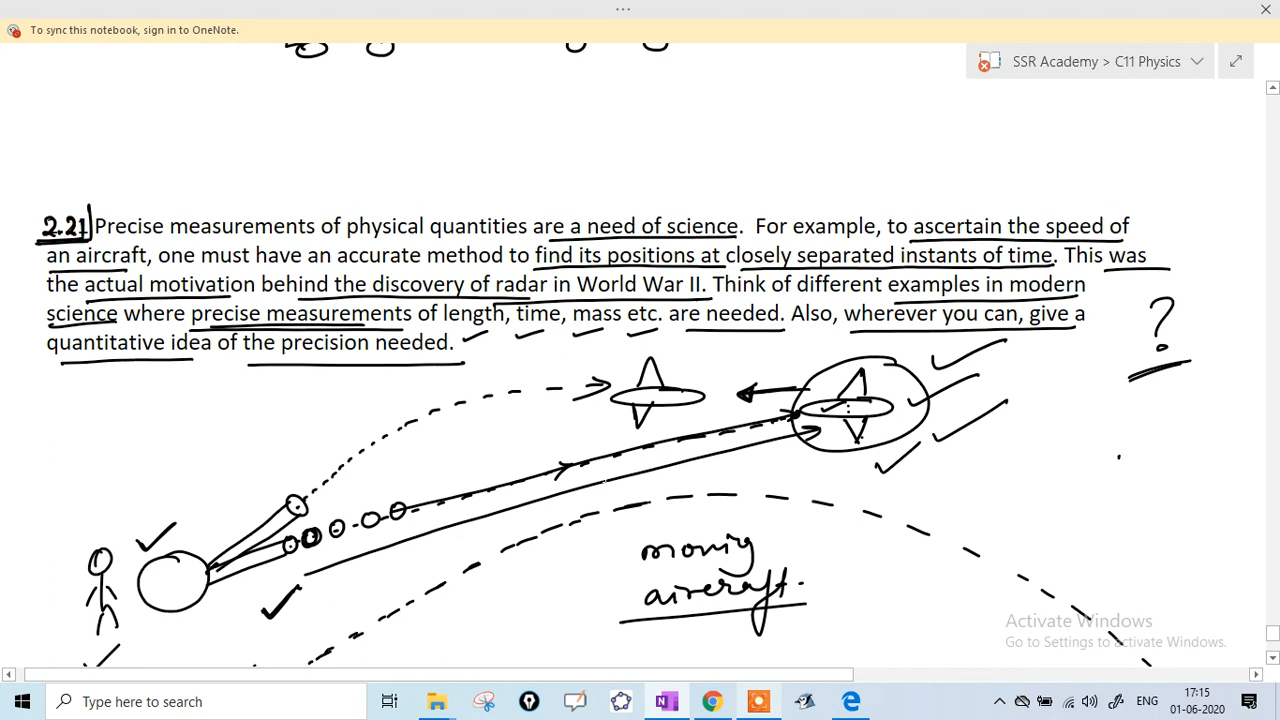 To sync this notebook, sign in to OneNote.
SSR Academy > C11 Physics
2.21 Precise measurements of physical quantities are a need of science. For example, to ascertain the speed of
an aircraft, one must have an accurate method to find its positions at closely separated instants of time. This was
the actual motivation behind the discovery of radar in World War II. Think of different examples in modern
science where precise measurements of length, time, mass etc. are needed. Also, wherever you can, give a
quantitative idea of the precision needed.
?
moving
aircraft.
Activate Windows
Go to Settings to activate Windows.
Type here to search
N
ENG
17:15
01-06-2020